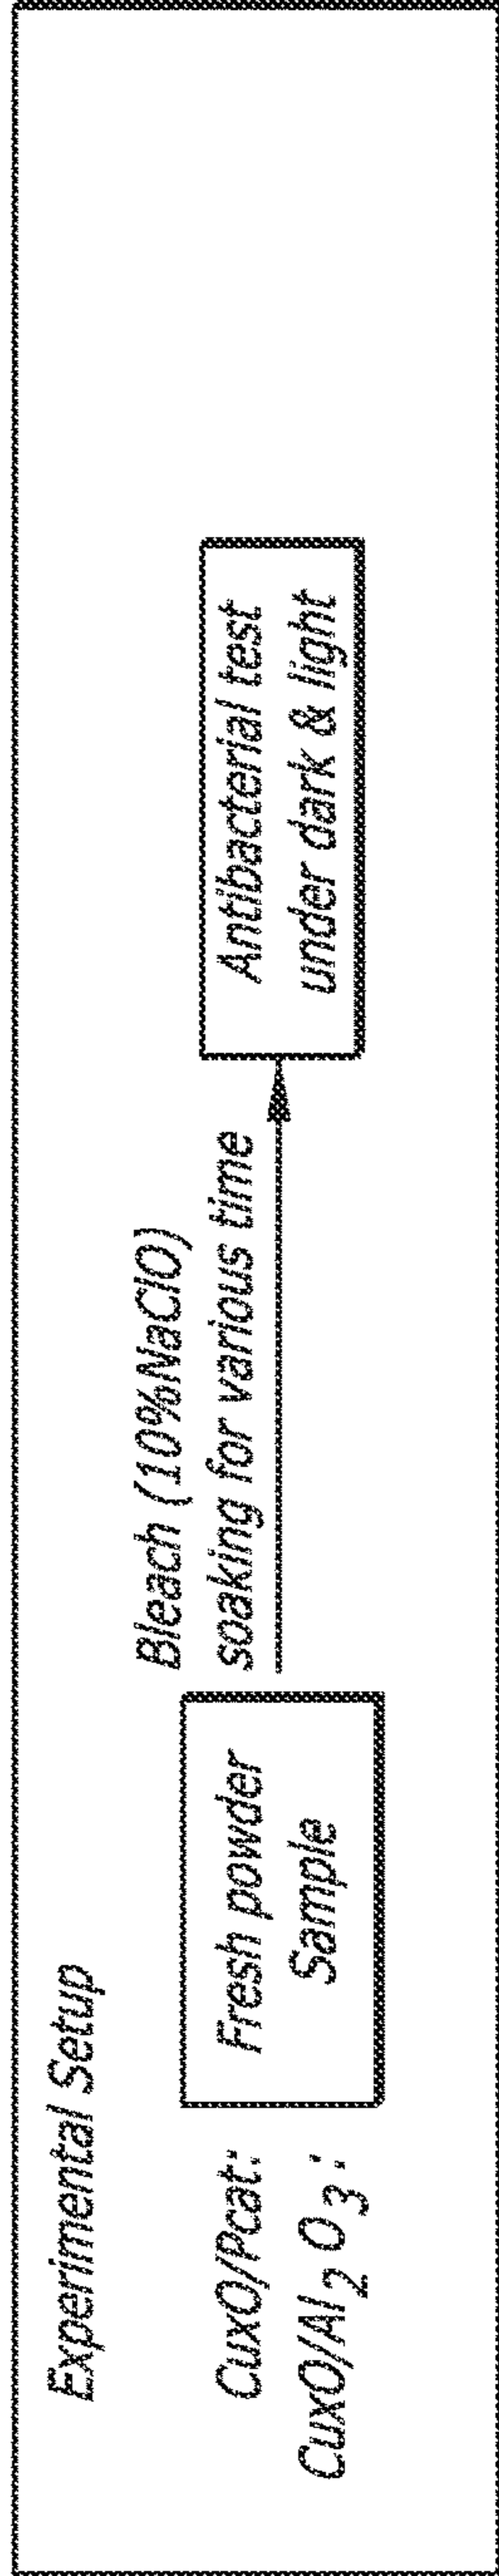 Experimental Setup
CuxO/Pcat:
CuxO/Al₂O₃:
Fresh powder
Sample
Bleach (10%NaClO)
soaking for various time
Antibacterial test
under dark & light